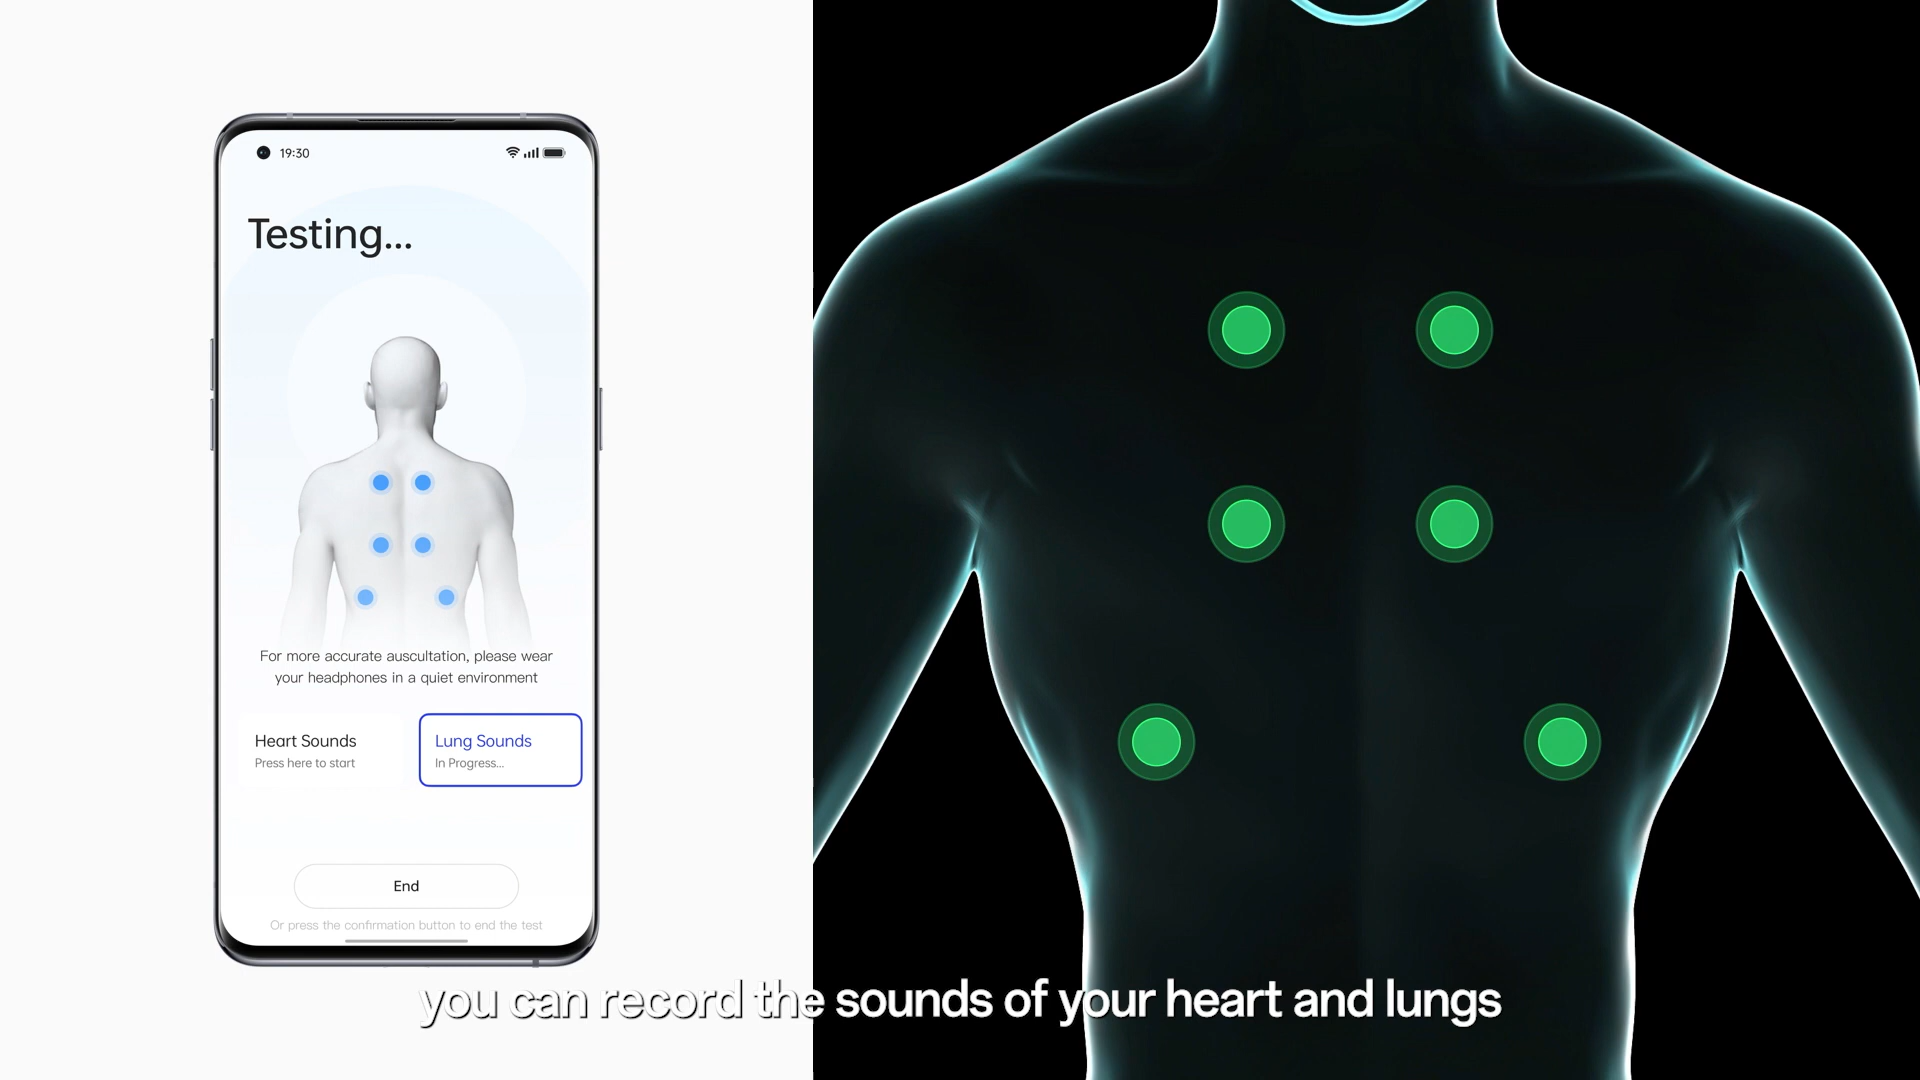 19:30
Testing...
For more accurate auscultation, please wear
your headphones in a quiet environment
Heart Sounds
Press here to start
Lung Sounds
In Progress...
End
Or press the confirmation button to end the test
you can record the sounds of your heart and lungs